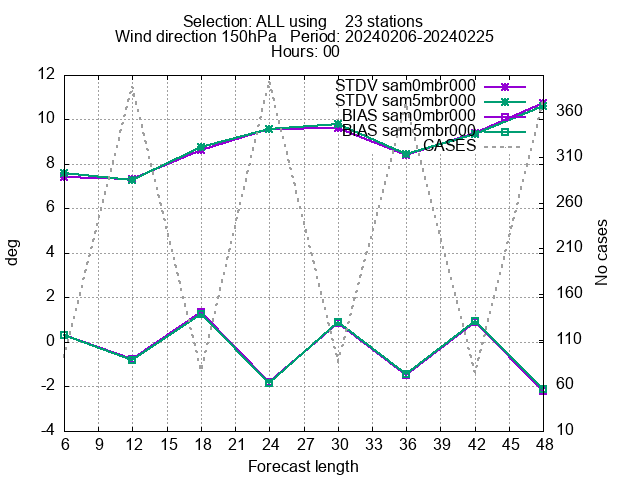 Selection: ALL using 23 stations
Wind direction 150hPa Period: 20240206-20240225
Hours: 00
STDV sam0mbr000
STDV sam5mbr000
BIAS sam0mbr000
BIAS sam5mbr000
CASES
deg
12
10
8
6
4
2
0
-2
-4
No cases
360
310
260
210
160
110
60
10
6 9 12 15 18 21 24 27 30 33 36 39 42 45 48
Forecast length